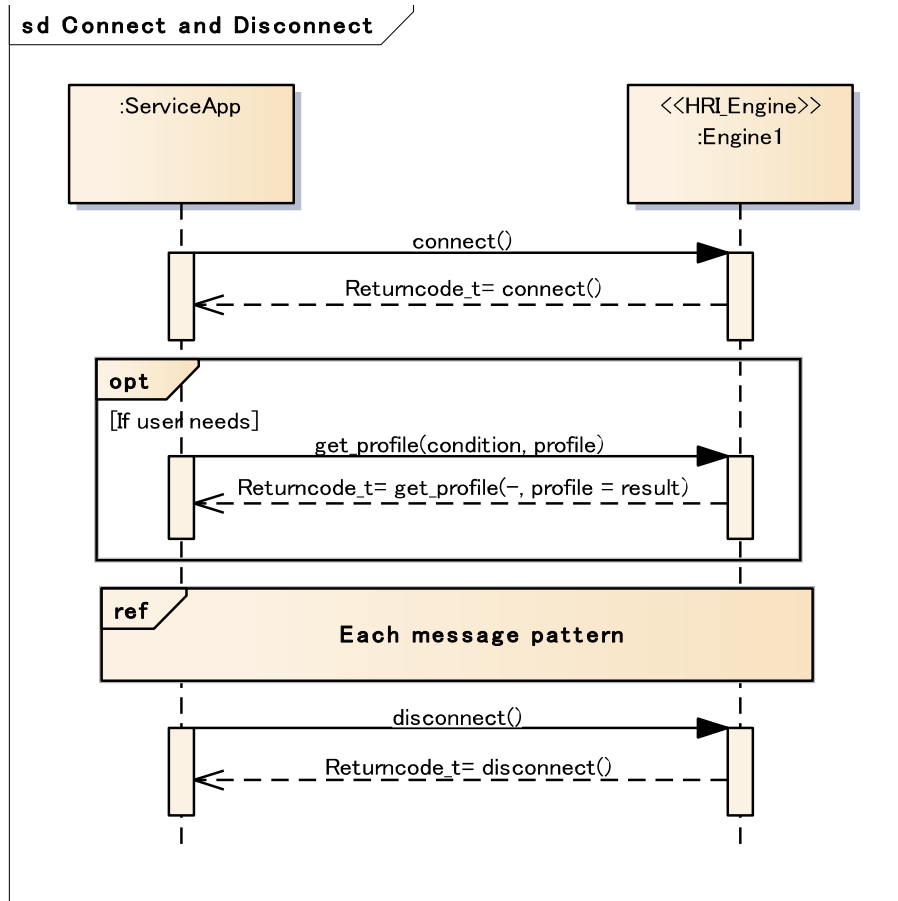 sd Connect and Disconnect
:ServiceApp
<<HRI_Engine>>
:Engine1
connect()
Returncode_t= connect()
opt
[If user needs]
get_profile(condition, profile)
Returncode_t= get_profile(-, profile = result)
ref
Each message pattern
disconnect()
Returncode_t= disconnect()